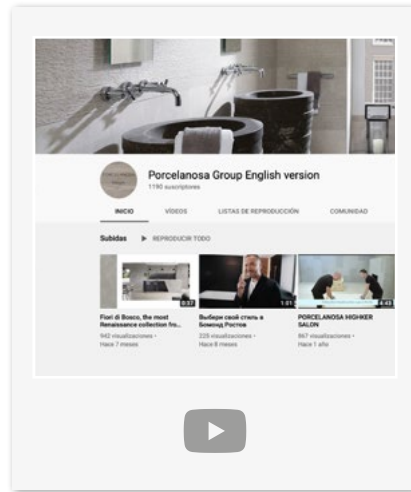 Porcelanosa Group English version
1190 suscriptores
INICIO VÍDEOS LISTAS DE REPRODUCCIÓN COMUNIDAD
Subidas REPRODUCIR TODO
0:37 1:01 4:43
Fiori di Bosco, the most Выбери свой стиль в PORCELANOSA HIGHKER
Renaissance collection fro... Бомонд Ростов SALON
942 visualizaciones • 228 visualizaciones • 867 visualizaciones •
Hace 7 meses Hace 8 meses Hace 1 año